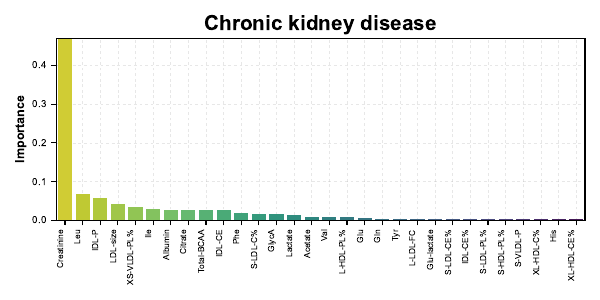 Chronic kidney disease
Importance
0.4
0.3
0.2
0.1
0.0
Creatinine
Leu
IDL-P
LDL-size
XS-VLDL-PL%
Ile
Albumin
Citrate
Total-BCAA
IDL-CE
Phe
S-LDL-C%
GlycA
Lactate
Acetate
Val
L-HDL-PL%
Glu
Gln
Tyr
L-LDL-FC
Glu-lactate
S-LDL-CE%
IDL-CE%
S-LDL-PL%
S-HDL-PL%
S-VLDL-P
XL-HDL-C%
His
XL-HDL-CE%